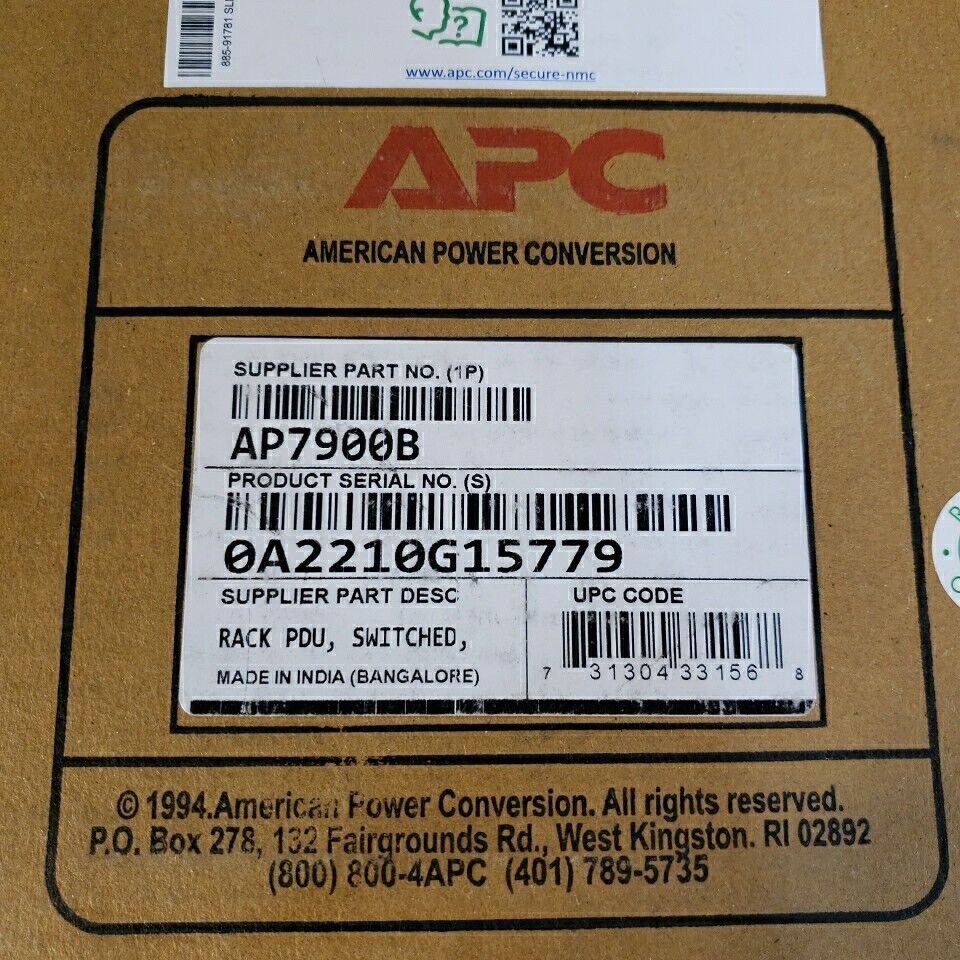 885-91781
?
www.apc.com/secure-nmc
APC
AMERICAN POWER CONVERSION
SUPPLIER PART NO. (1P)
AP7900B
PRODUCT SERIAL NO. (S)
0A2210G15779
SUPPLIER PART DESC
UPC CODE
RACK PDU, SWITCHED,
MADE IN INDIA (BANGALORE)
7 31304 33156 8
© 1994.American Power Conversion. All rights reserved.
P.O. Box 278, 132 Fairgrounds Rd., West Kingston. RI 02892
(800) 800-4APC (401) 789-5735